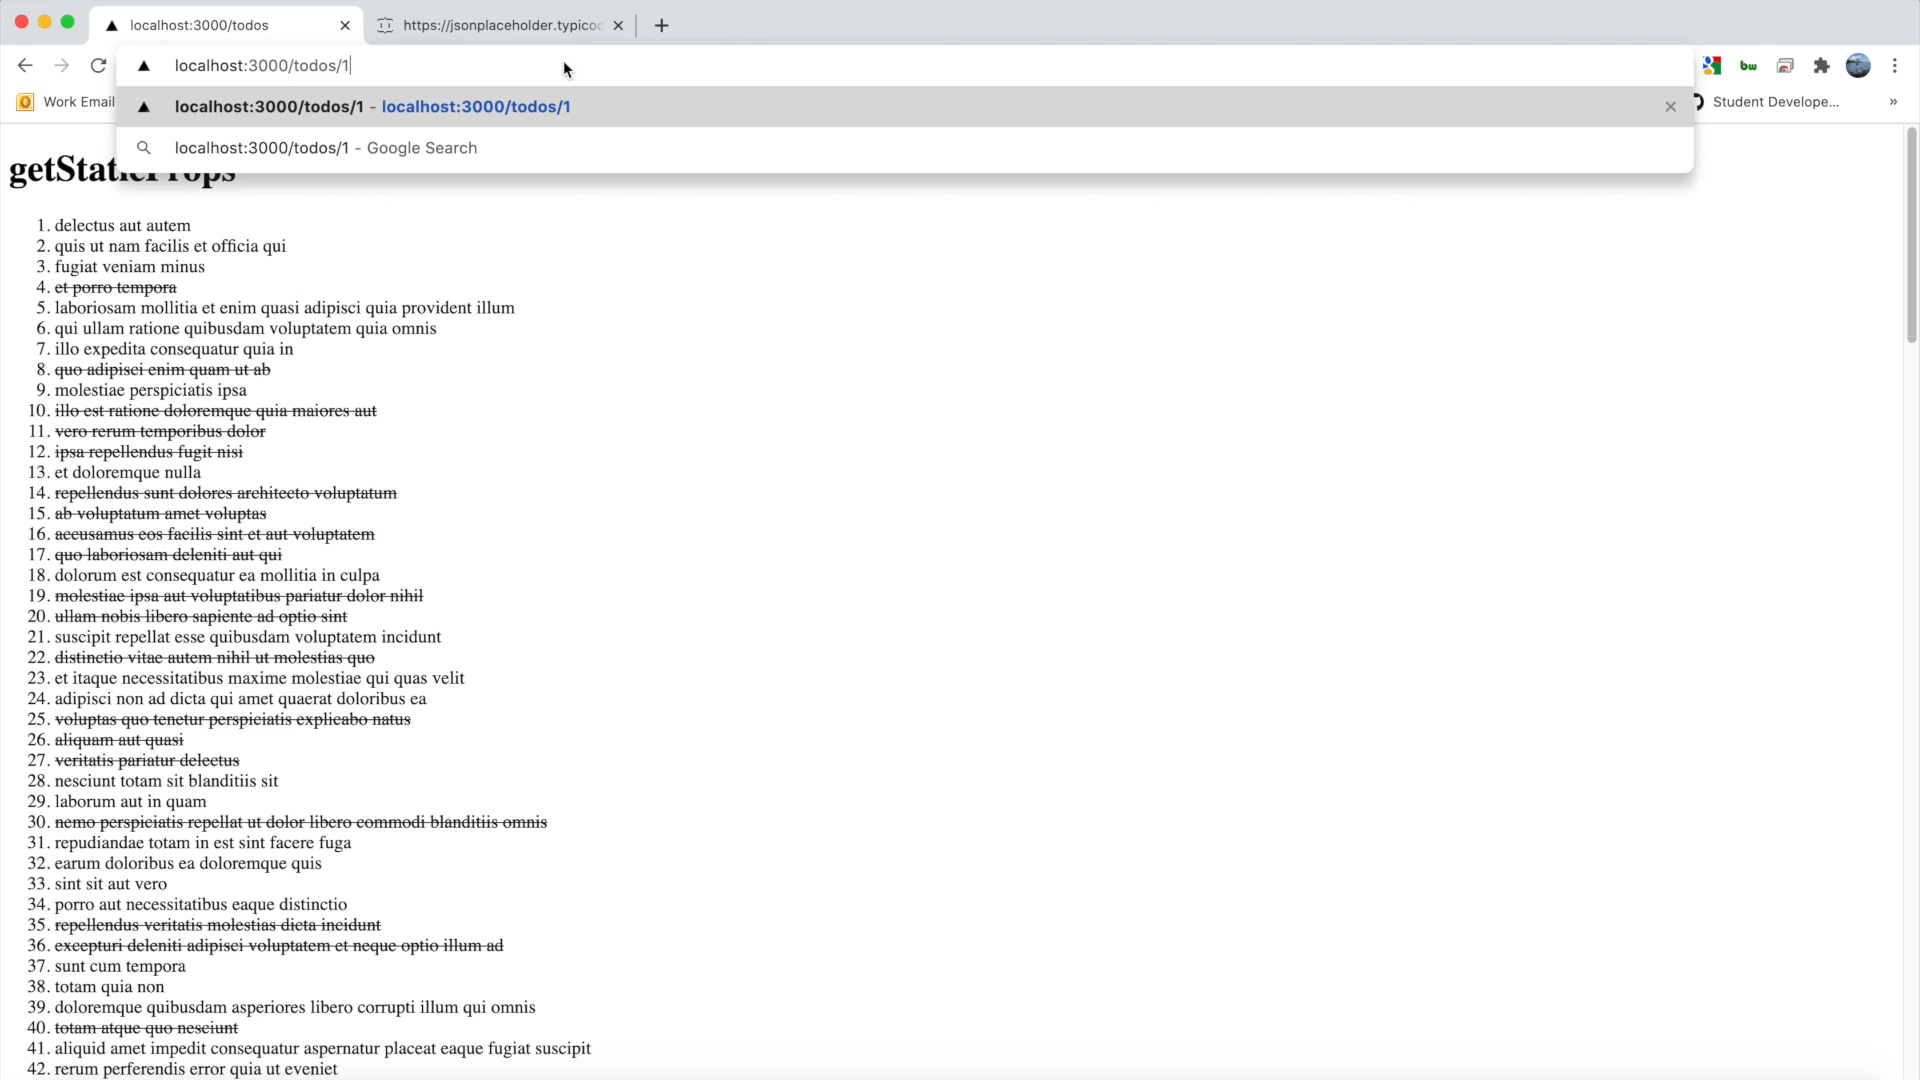 localhost:3000/todos
https://jsonplaceholder.typicod
localhost:3000/todos/1
Work Email
localhost:3000/todos/1 - localhost:3000/todos/1
Student Develope...
localhost:3000/todos/1 - Google Search
getStaticProps
1. delectus aut autem
2. quis ut nam facilis et officia qui
3. fugiat veniam minus
4. et porro tempora
5. laboriosam mollitia et enim quasi adipisci quia provident illum
6. qui ullam ratione quibusdam voluptatem quia omnis
7. illo expedita consequatur quia in
8. quo adipisci enim quam ut ab
9. molestiae perspiciatis ipsa
10. illo est ratione doloremque quia maiores aut
11. vero rerum temporibus dolor
12. ipsa repellendus fugit nisi
13. et doloremque nulla
14. repellendus sunt dolores architecto voluptatum
15. ab voluptatum amet voluptas
16. accusamus eos facilis sint et aut voluptatem
17. quo laboriosam deleniti aut qui
18. dolorum est consequatur ea mollitia in culpa
19. molestiae ipsa aut voluptatibus pariatur dolor nihil
20. ullam nobis libero sapiente ad optio sint
21. suscipit repellat esse quibusdam voluptatem incidunt
22. distinctio vitae autem nihil ut molestias quo
23. et itaque necessitatibus maxime molestiae qui quas velit
24. adipisci non ad dicta qui amet quaerat doloribus ea
25. voluptas quo tenetur perspiciatis explicabo natus
26. aliquam aut quasi
27. veritatis pariatur delectus
28. nesciunt totam sit blanditiis sit
29. laborum aut in quam
30. nemo perspiciatis repellat ut dolor libero commodi blanditiis omnis
31. repudiandae totam in est sint facere fuga
32. earum doloribus ea doloremque quis
33. sint sit aut vero
34. porro aut necessitatibus eaque distinctio
35. repellendus veritatis molestias dicta incidunt
36. excepturi deleniti adipisci voluptatem et neque optio illum ad
37. sunt cum tempora
38. totam quia non
39. doloremque quibusdam asperiores libero corrupti illum qui omnis
40. totam atque quo nesciunt
41. aliquid amet impedit consequatur aspernatur placeat eaque fugiat suscipit
42. rerum perferendis error quia ut eveniet